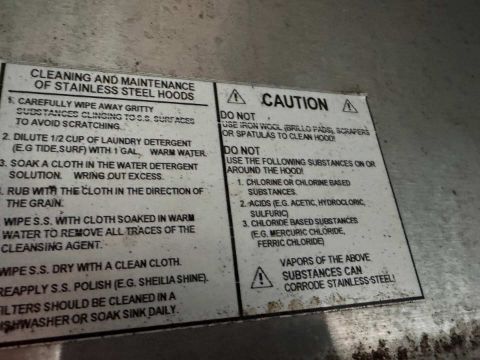 CLEANING AND MAINTENANCE
OF STAINLESS STEEL HOODS
1. CAREFULLY WIPE AWAY GRITTY
SUBSTANCES CLINGING TO S.S. SURFACES
TO AVOID SCRATCHING.
2. DILUTE 1/2 CUP OF LAUNDRY DETERGENT
(E.G TIDE,SURF) WITH 1 GAL. WARM WATER.
3. SOAK A CLOTH IN THE WATER DETERGENT
SOLUTION. WRING OUT EXCESS.
RUB WITH THE CLOTH IN THE DIRECTION OF
THE GRAIN.
WIPE S.S. WITH CLOTH SOAKED IN WARM
WATER TO REMOVE ALL TRACES OF THE
CLEANSING AGENT.
WIPE S.S. DRY WITH A CLEAN CLOTH.
REAPPLY S.S. POLISH (E.G. SHEILIA SHINE).
FILTERS SHOULD BE CLEANED IN A
DISHWASHER OR SOAK SINK DAILY.
CAUTION
DO NOT
USE IRON WOOL (BRILLO PADS), SCRAPERS
OR SPATULAS TO CLEAN HOOD!
DO NOT
USE THE FOLLOWING SUBSTANCES ON OR
AROUND THE HOOD!
1. CHLORINE OR CHLORINE BASED
SUBSTANCES.
2. ACIDS (E.G. ACETIC, HYDROCLORIC,
SULFURIC)
3. CHLORIDE BASED SUBSTANCES
(E.G. MERCURIC CHLORIDE,
FERRIC CHLORIDE)
VAPORS OF THE ABOVE
SUBSTANCES CAN
CORRODE STAINLESS-STEEL!